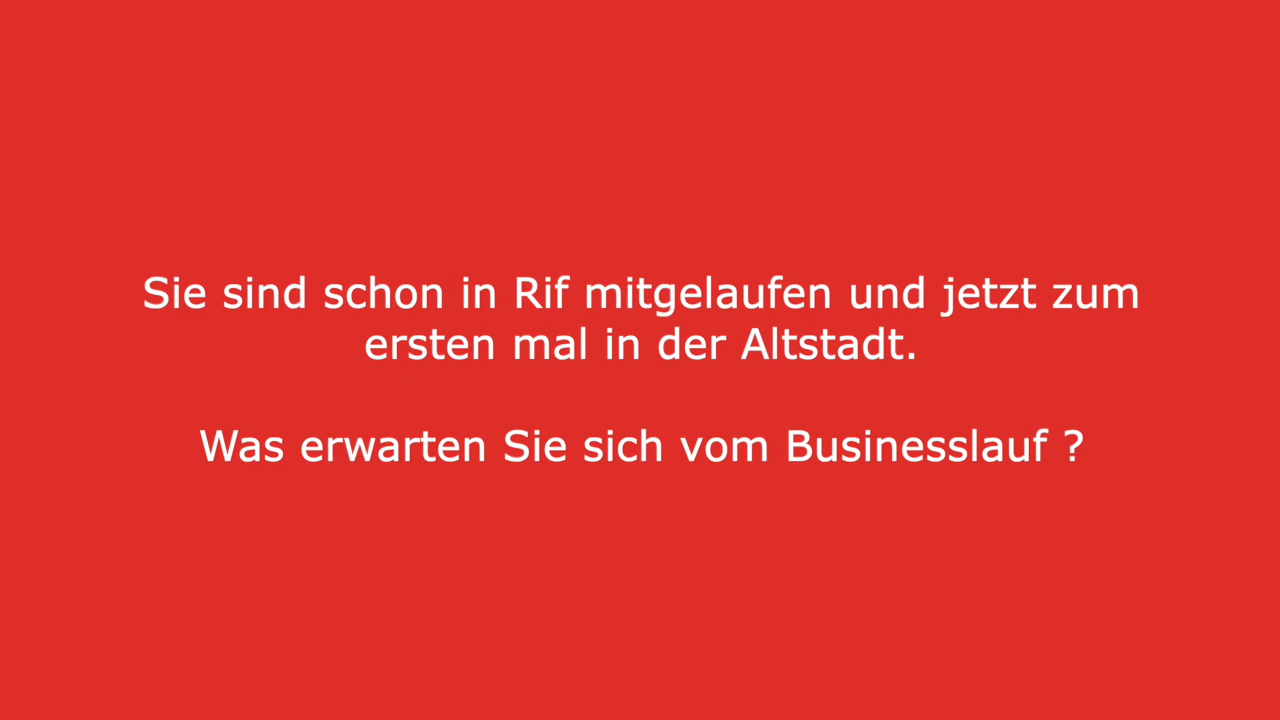 Sie sind schon in Rif mitgelaufen und jetzt zum
ersten mal in der Altstadt.
Was erwarten Sie sich vom Businesslauf ?